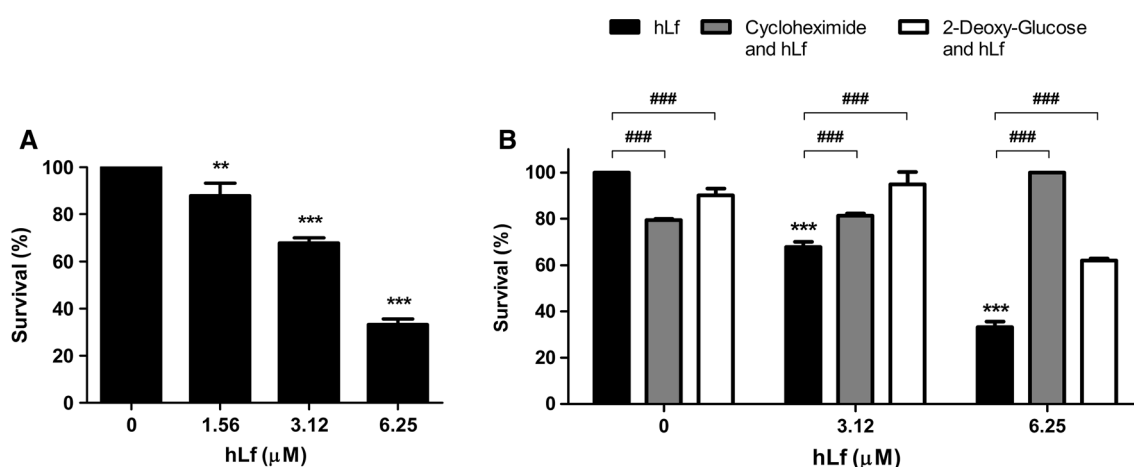 hLf
Cycloheximide
and hLf
2-Deoxy-Glucose
and hLf
A
Survival (%)
100
80
60
40
20
0
**
***
***
0 1.56 3.12 6.25
hLf (μM)
B
Survival (%)
100
80
60
40
20
0
### ### ###
### ### ###
***
***
0 3.12 6.25
hLf (μM)